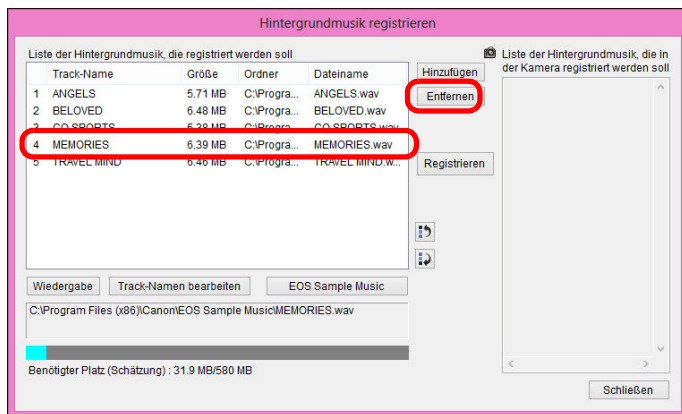 Hintergrundmusik registrieren
Liste der Hintergrundmusik, die registriert werden soll
Track-Name Größe Ordner Dateiname
1 ANGELS 5.71 MB C:\Progra... ANGELS.wav
2 BELOVED 6.48 MB C:\Progra... BELOVED.wav
3 GO SPORTS 5.38 MB C:\Progra... GO SPORTS.wav
4 MEMORIES 6.39 MB C:\Progra... MEMORIES.wav
5 TRAVEL MIND 6.46 MB C:\Progra... TRAVEL MIND.w...
Hinzufügen
Entfernen
Registrieren
Liste der Hintergrundmusik, die in
der Kamera registriert werden soll
Wiedergabe Track-Namen bearbeiten EOS Sample Music
C:\Program Files (x86)\Canon\EOS Sample Music\MEMORIES.wav
Benötigter Platz (Schätzung) : 31.9 MB/580 MB
Schließen